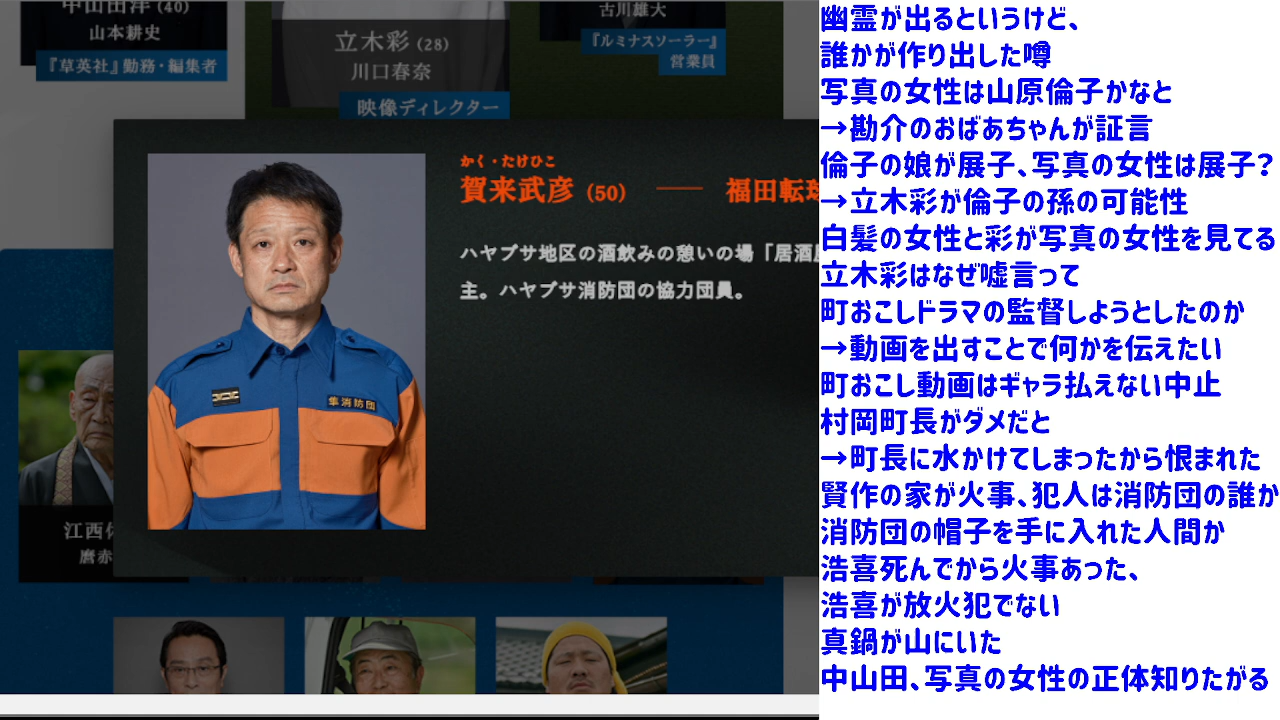 中山田洋 (40)
山本耕史
『草英社』勤務・編集者
立木彩 (28)
川口春奈
映像ディレクター
古川雄大
『ルミナスソーラー』
営業員
かく・たけひこ
賀来武彦 (50) ―― 福田転球
ハヤブサ地区の酒飲みの憩いの場「居酒屋
主。ハヤブサ消防団の協力団員。
隼消防団
江西佑
麿赤
幽霊が出るというけど、
誰かが作り出した噂
写真の女性は山原倫子かなと
→勘介のおばあちゃんが証言
倫子の娘が展子、写真の女性は展子?
→立木彩が倫子の孫の可能性
白髪の女性と彩が写真の女性を見てる
立木彩はなぜ嘘言って
町おこしドラマの監督しようとしたのか
→動画を出すことで何かを伝えたい
町おこし動画はギャラ払えない中止
村岡町長がダメだと
→町長に水かけてしまったから恨まれた
賢作の家が火事、犯人は消防団の誰か
消防団の帽子を手に入れた人間か
浩喜死んでから火事あった、
浩喜が放火犯でない
真鍋が山にいた
中山田、写真の女性の正体知りたがる